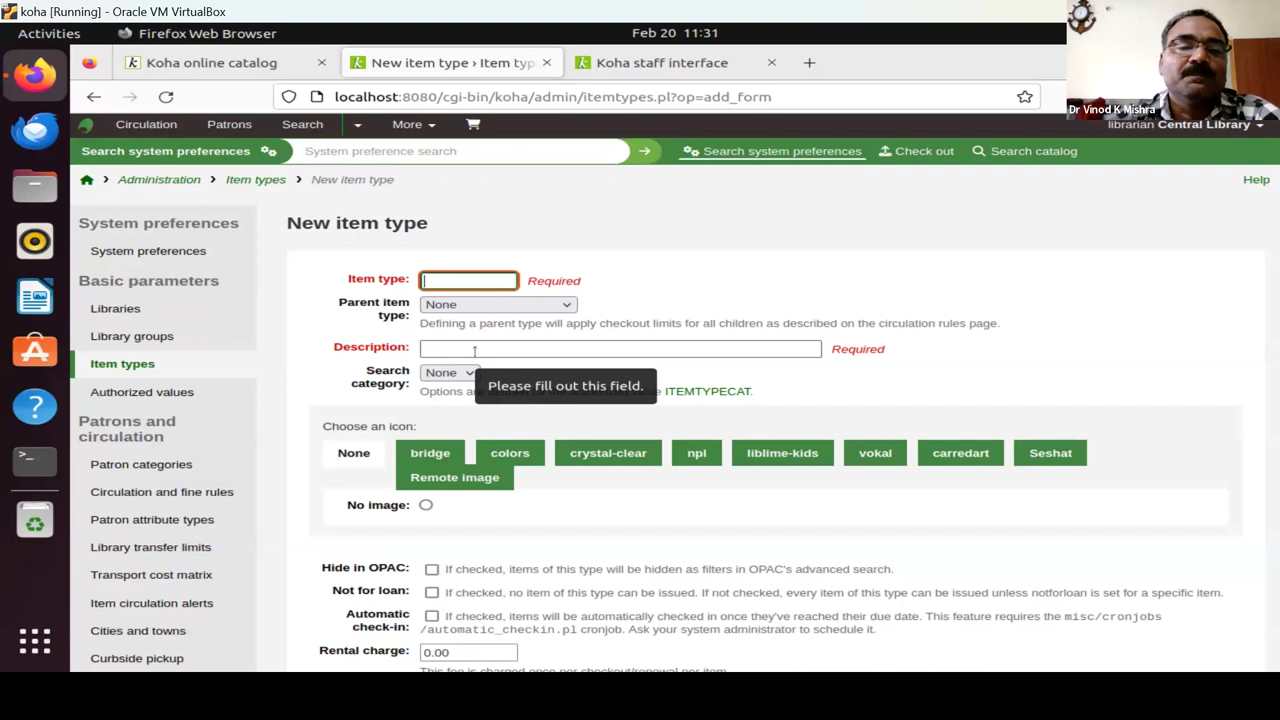 koha [Running] - Oracle VM VirtualBox
Activities Firefox Web Browser Feb 20 11:31
Koha online catalog × New item type › Item typ × Koha staff interface × +
localhost:8080/cgi-bin/koha/admin/itemtypes.pl?op=add_form
Dr Vinod K Mishra
Circulation Patrons Search More librarian Central Library
Search system preferences System preference search Search system preferences Check out Search catalog
Administration Item types New item type Help
System preferences
System preferences
Basic parameters
Libraries
Library groups
Item types
Authorized values
Patrons and
circulation
Patron categories
Circulation and fine rules
Patron attribute types
Library transfer limits
Transport cost matrix
Item circulation alerts
Cities and towns
Curbside pickup
New item type
Item type: Required
Parent item
type: None
Defining a parent type will apply checkout limits for all children as described on the circulation rules page.
Description: Required
Search
category: None
Please fill out this field.
Options ITEMTYPECAT.
Choose an icon:
None bridge colors crystal-clear npl liblime-kids vokal carredart Seshat
Remote image
No image:
Hide in OPAC: If checked, items of this type will be hidden as filters in OPAC's advanced search.
Not for loan: If checked, no item of this type can be issued. If not checked, every item of this type can be issued unless notforloan is set for a specific item.
Automatic
check-in: If checked, items will be automatically checked in once they've reached their due date. This feature requires the misc/cronjobs
/automatic_checkin.pl cronjob. Ask your system administrator to schedule it.
Rental charge: 0.00
This fee is charged once per checkout/renewal per item